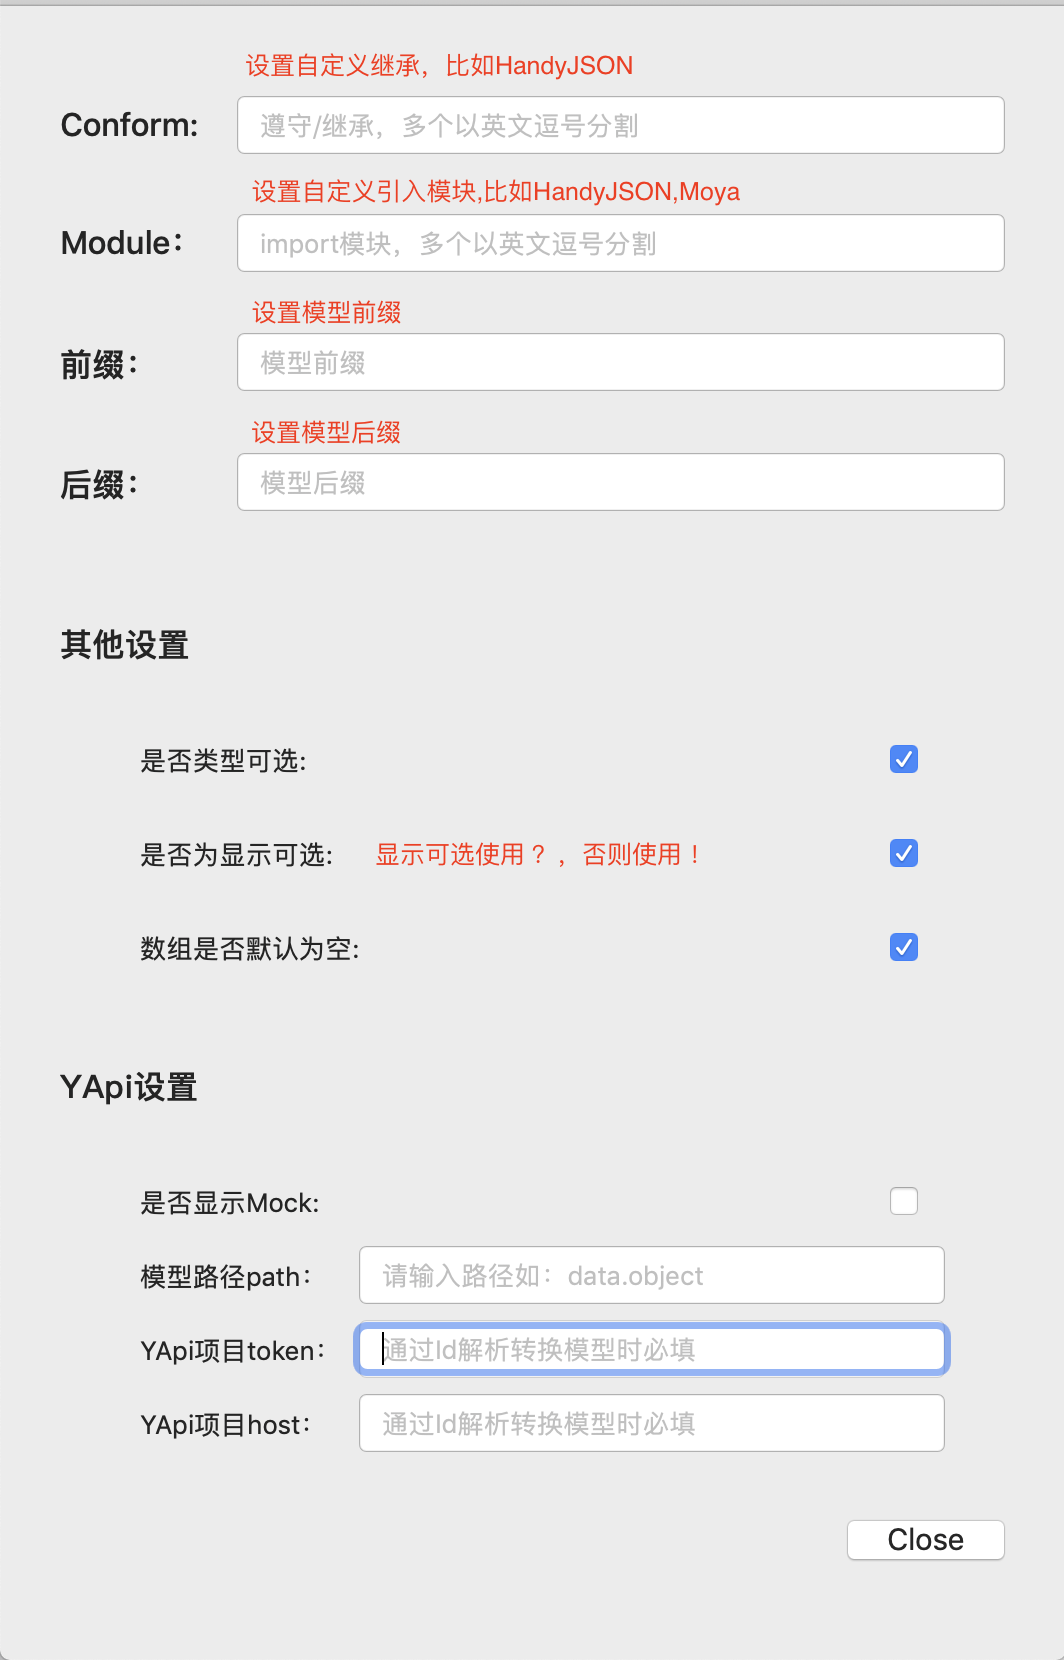 设置自定义继承，比如HandyJSON
Conform: 遵守/继承，多个以英文逗号分割
设置自定义引入模块,比如HandyJSON,Moya
Module： import模块，多个以英文逗号分割
设置模型前缀
前缀： 模型前缀
设置模型后缀
后缀： 模型后缀
其他设置
是否类型可选:
是否为显示可选: 显示可选使用？，否则使用！
数组是否默认为空:
YApi设置
是否显示Mock:
模型路径path： 请输入路径如：data.object
YApi项目token： 通过Id解析转换模型时必填
YApi项目host： 通过Id解析转换模型时必填
Close